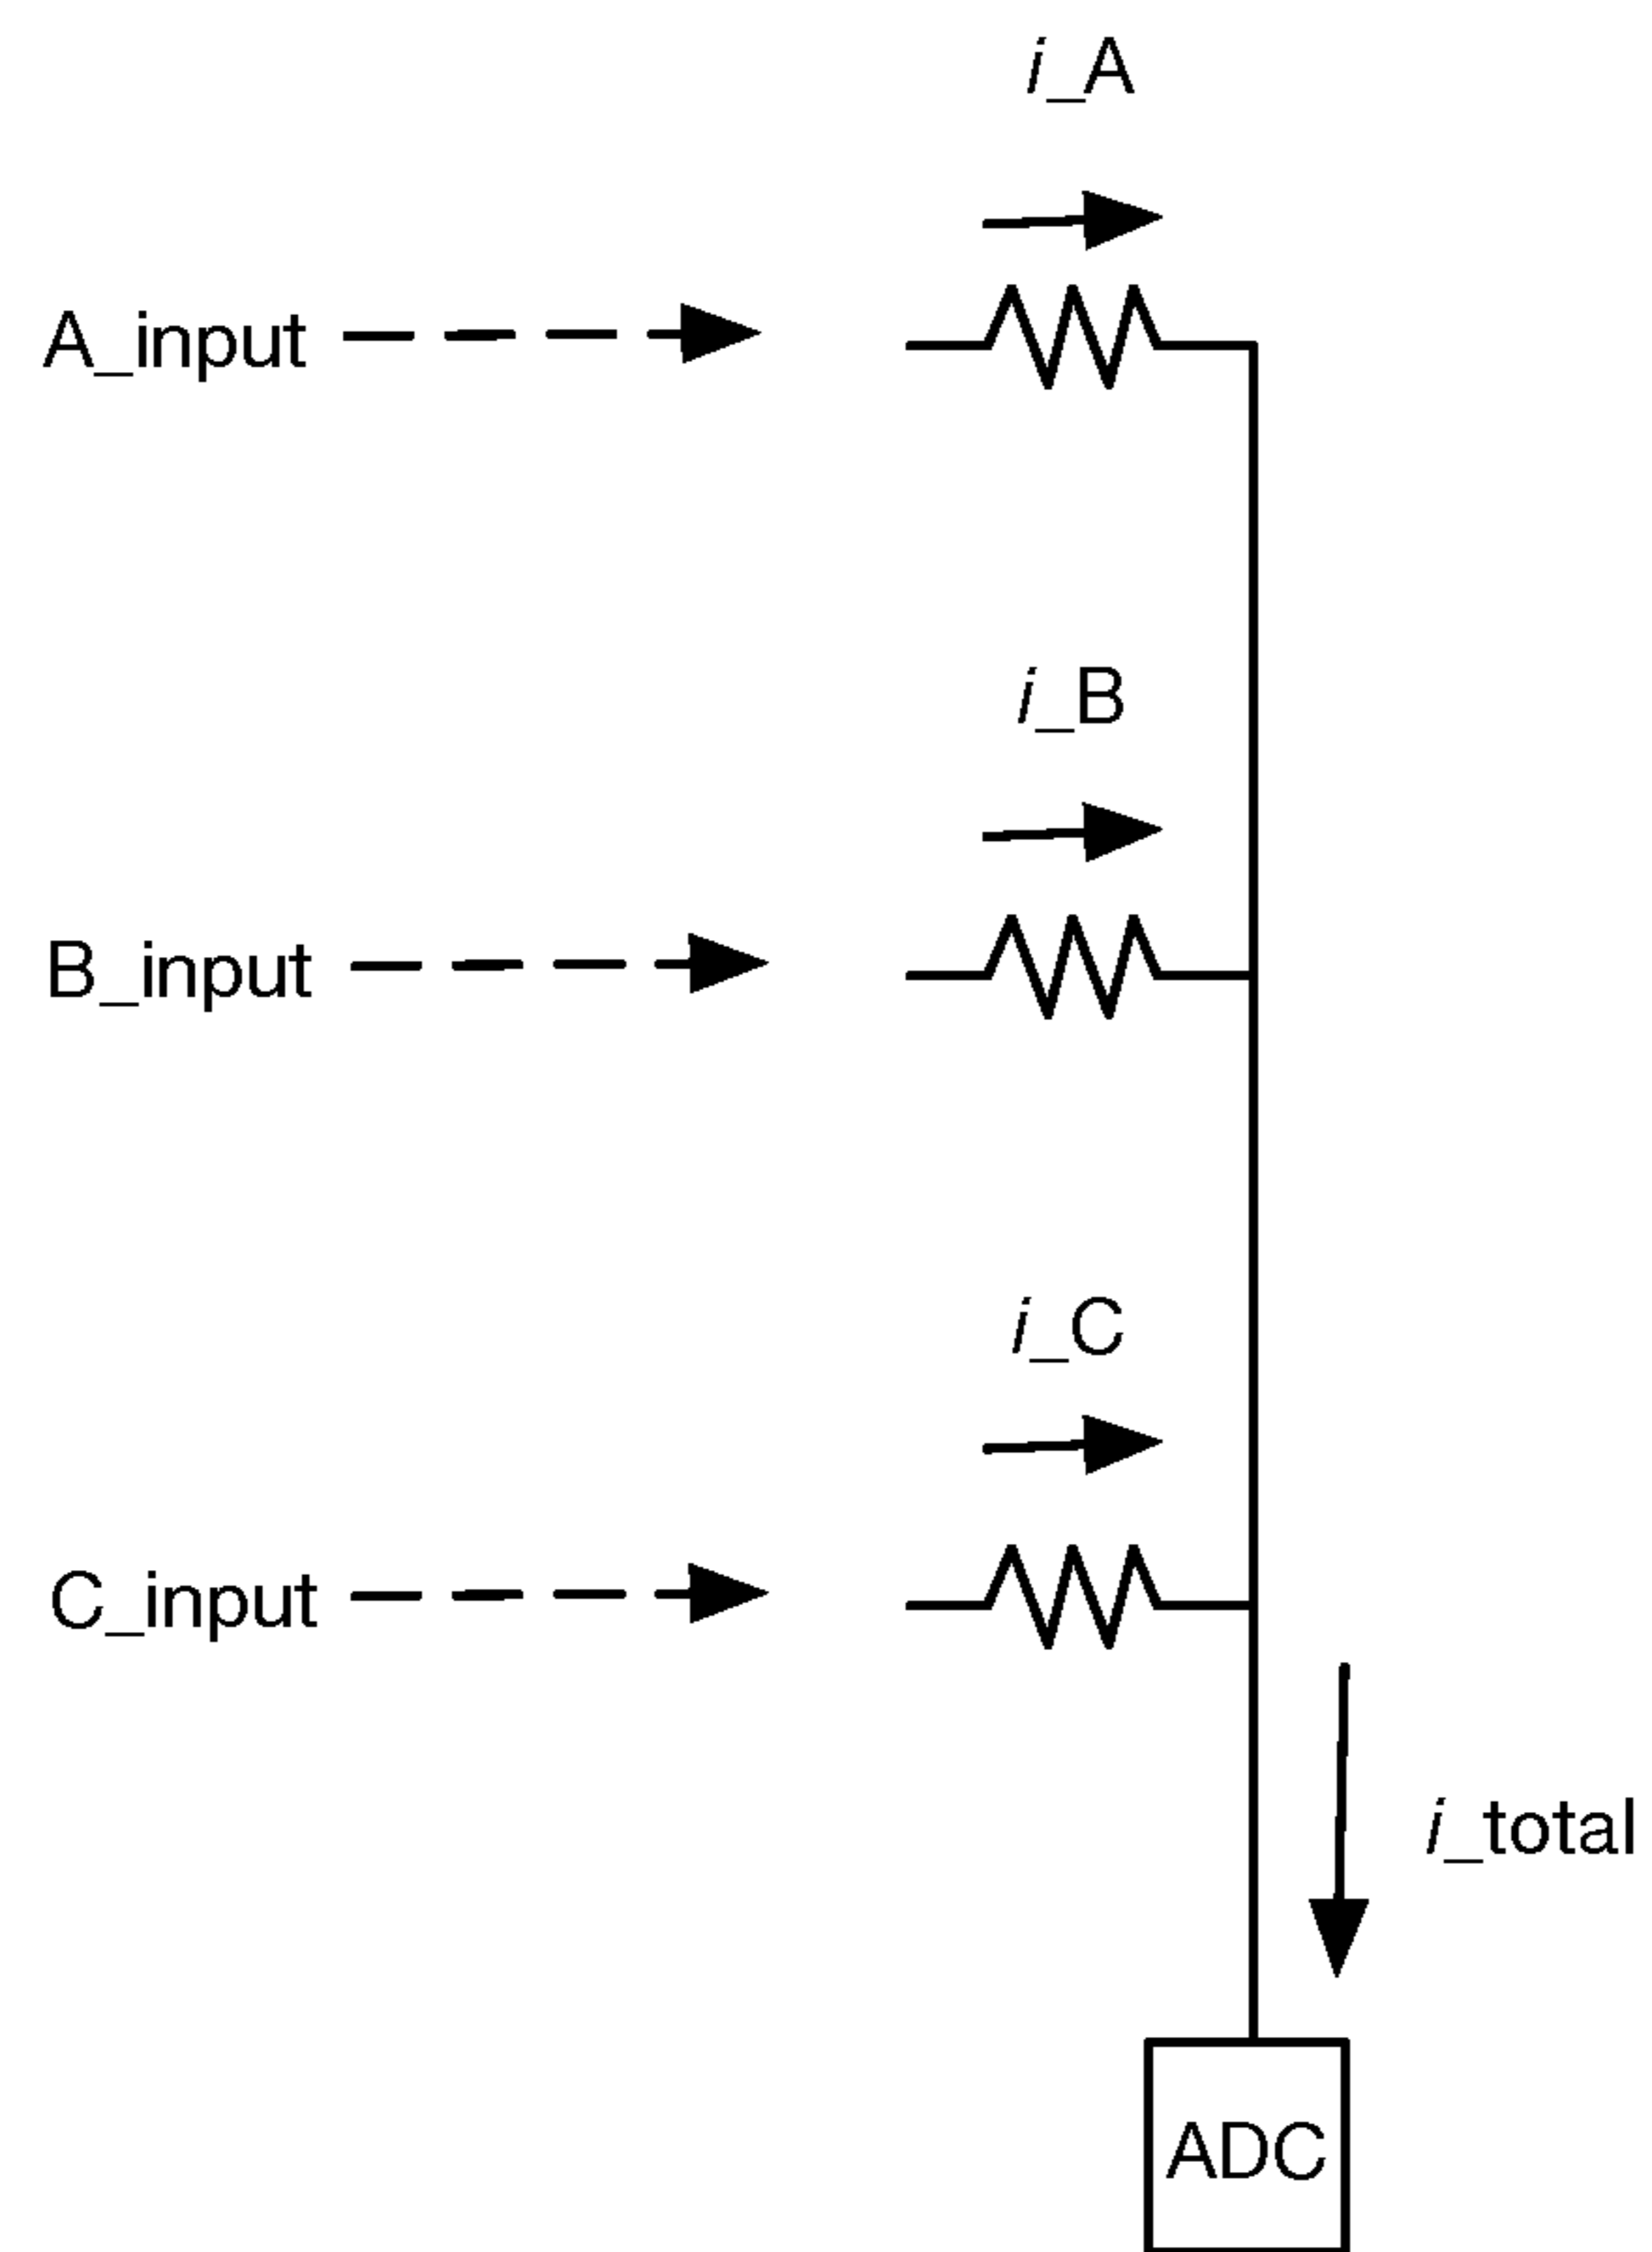 i_A
A_input
i_B
B_input
i_C
C_input
i_total
ADC